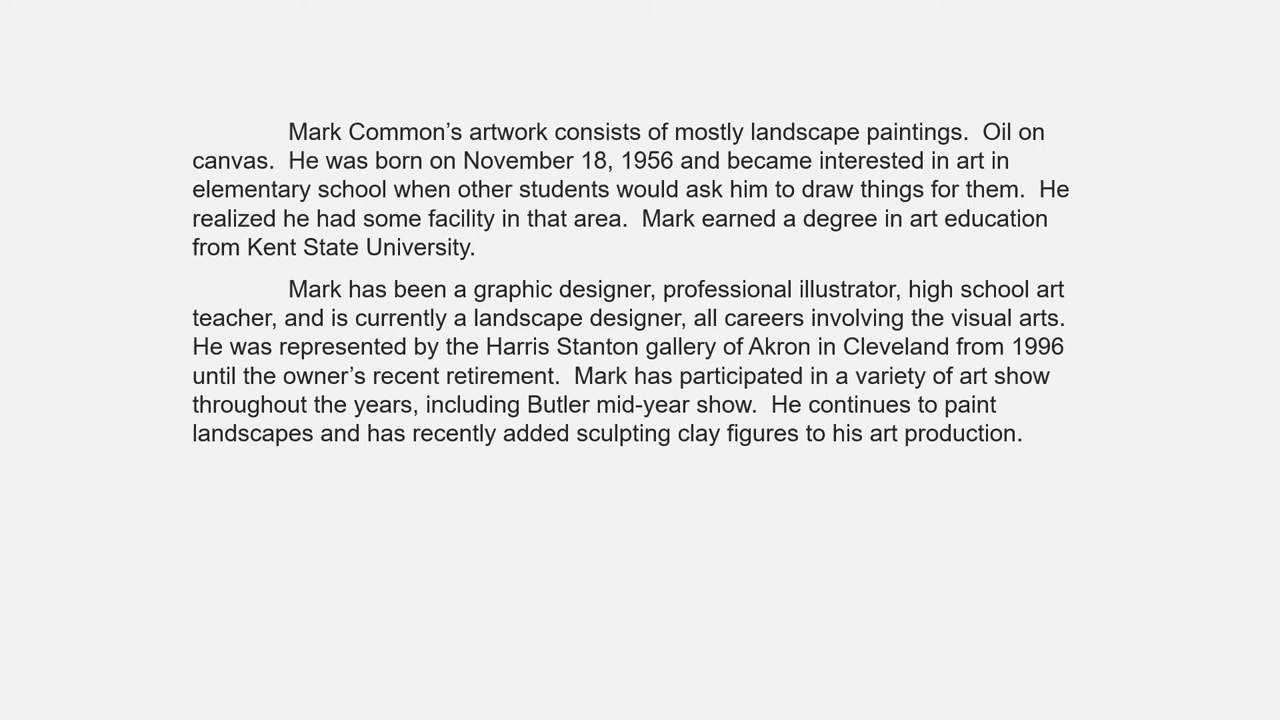 Mark Common’s artwork consists of mostly landscape paintings.  Oil on
canvas.  He was born on November 18, 1956 and became interested in art in
elementary school when other students would ask him to draw things for them.  He
realized he had some facility in that area.  Mark earned a degree in art education
from Kent State University.
Mark has been a graphic designer, professional illustrator, high school art
teacher, and is currently a landscape designer, all careers involving the visual arts.
He was represented by the Harris Stanton gallery of Akron in Cleveland from 1996
until the owner’s recent retirement.  Mark has participated in a variety of art show
throughout the years, including Butler mid-year show.  He continues to paint
landscapes and has recently added sculpting clay figures to his art production.